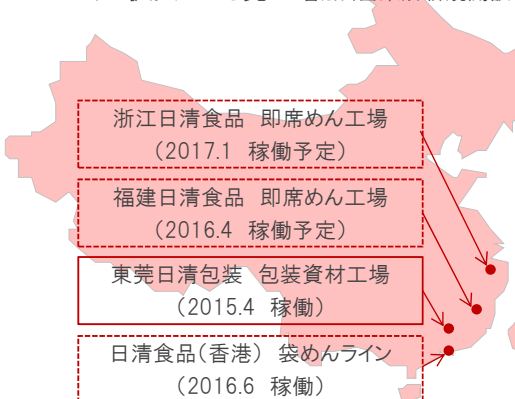 浙江日清食品 即席めん工場
(2017.1 稼働予定)
福建日清食品 即席めん工場
(2016.4 稼働予定)
東莞日清包装 包装資材工場
(2015.4 稼働)
日清食品(香港) 袋めんライン
(2016.6 稼働)